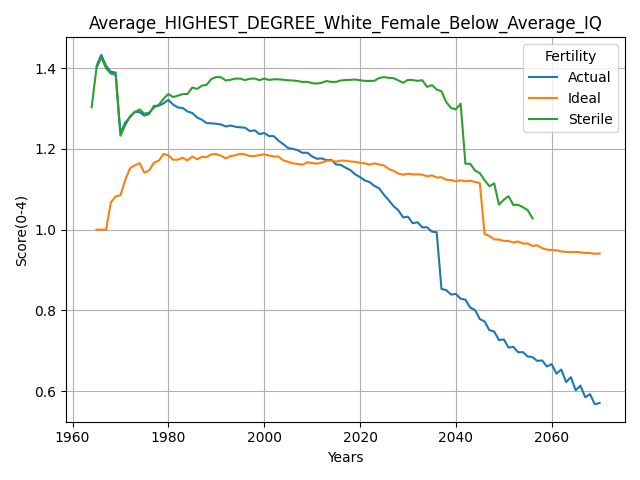 Average_HIGHEST_DEGREE_White_Female_Below_Average_IQ
Fertility
Actual
Ideal
Sterile
Score(0-4)
1.4
1.2
1.0
0.8
0.6
1960 1980 2000 2020 2040 2060
Years